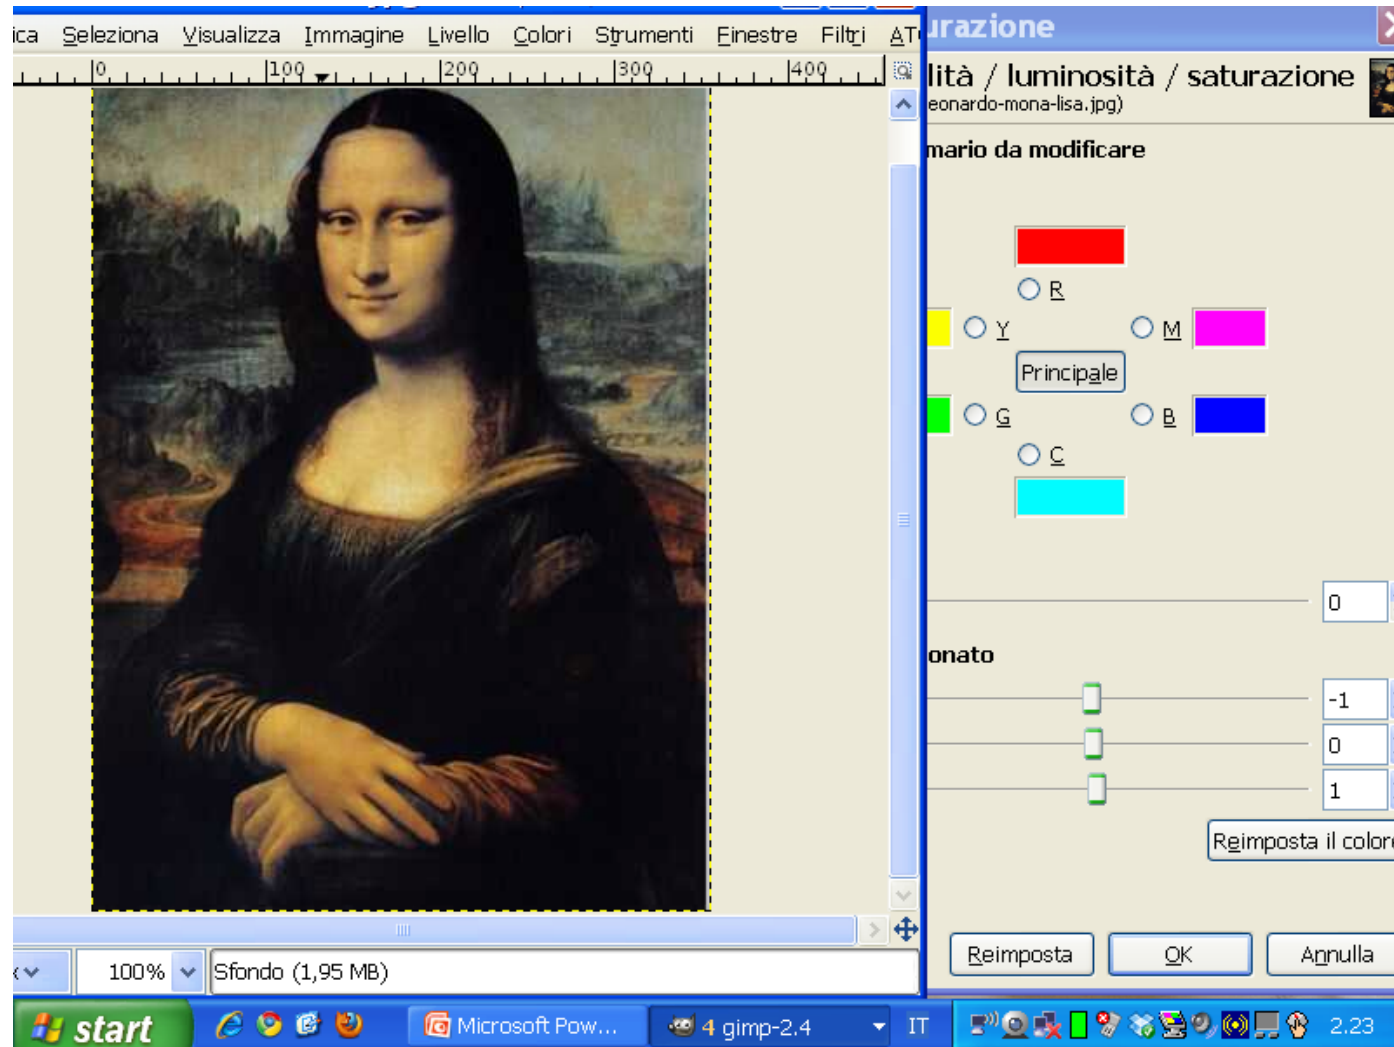 ica Seleziona Visualizza Immagine Livello Colori Strumenti Finestre Filtri
0 100 200 300 400
urazione
lità / luminosità / saturazione
eonardo-mona-lisa.jpg)
mario da modificare
R
Y M
Principale
G B
C
0
onato
-1
0
1
Reimposta il colore
Reimposta OK Annulla
100% Sfondo (1,95 MB)
start Microsoft Pow... 4 gimp-2.4 IT 2.23